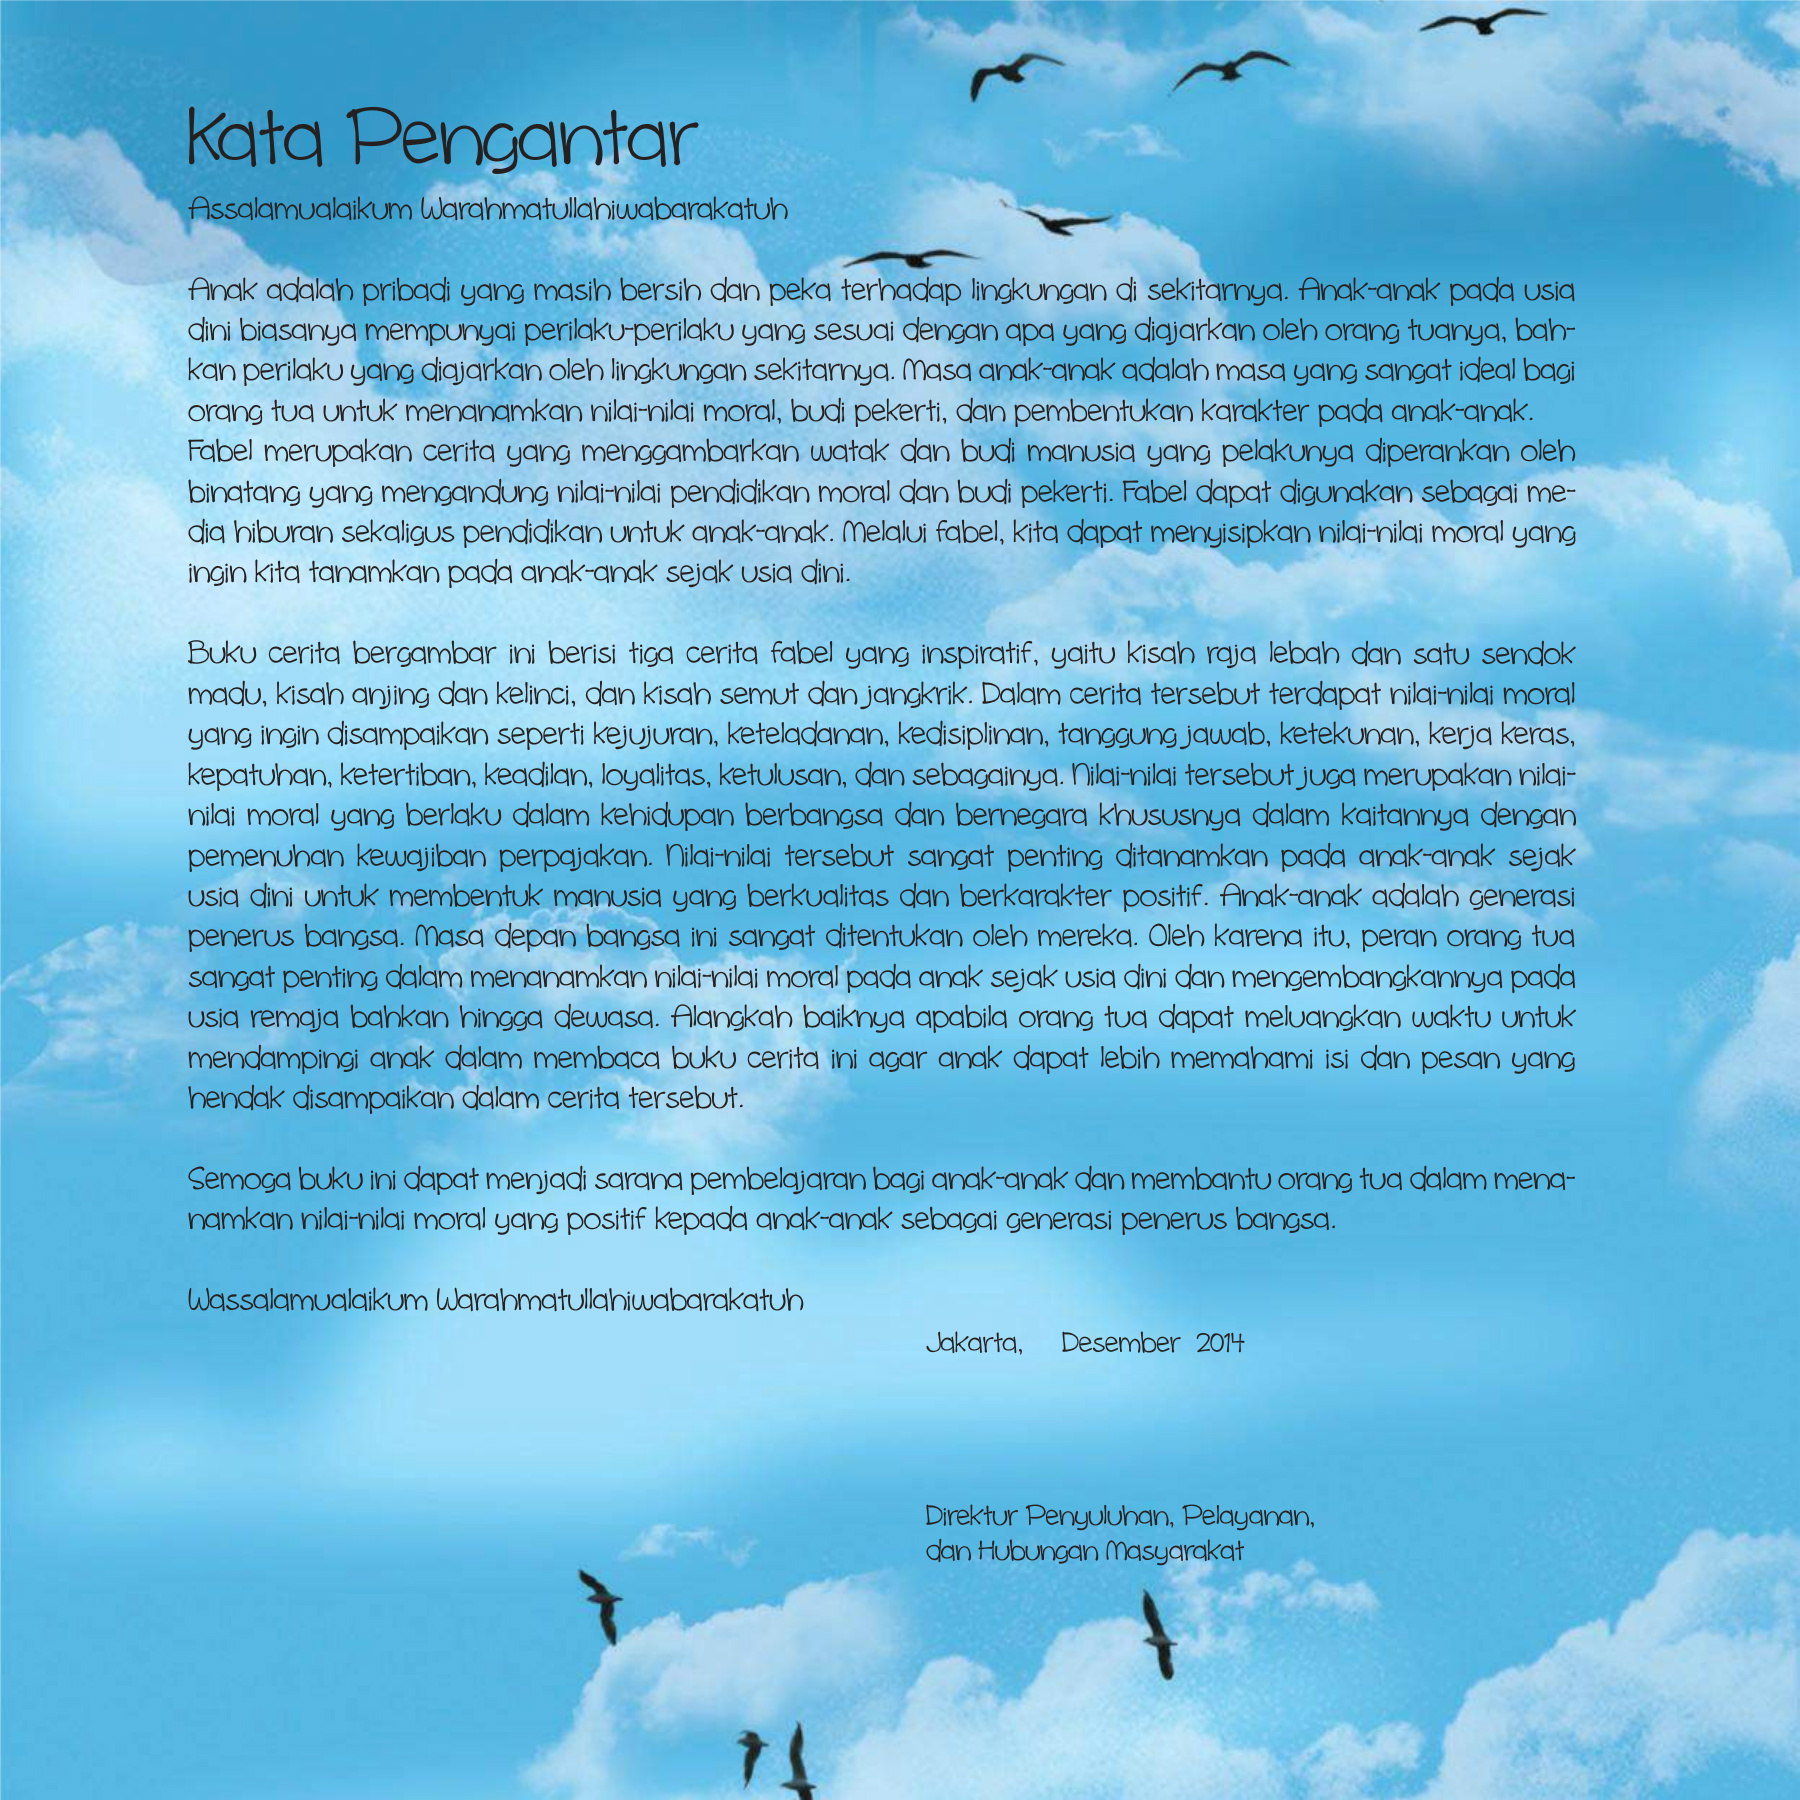 Kata Pengantar
Assalamualaikum Warahmatullahiwabarakatuh
Anak adalah pribadi yang masih bersih dan peka terhadap lingkungan di sekitarnya. Anak-anak pada usia
dini biasanya mempunyai perilaku-perilaku yang sesuai dengan apa yang diajarkan oleh orang tuanya, bah-
kan perilaku yang diajarkan oleh lingkungan sekitarnya. Masa anak-anak adalah masa yang sangat ideal bagi
orang tua untuk menanamkan nilai-nilai moral, budi pekerti, dan pembentukan karakter pada anak-anak.
Fabel merupakan cerita yang menggambarkan watak dan budi manusia yang pelakunya diperankan oleh
binatang yang mengandung nilai-nilai pendidikan moral dan budi pekerti. Fabel dapat digunakan sebagai me-
dia hiburan sekaligus pendidikan untuk anak-anak. Melalui fabel, kita dapat menyisipkan nilai-nilai moral yang
ingin kita tanamkan pada anak-anak sejak usia dini.
Buku cerita bergambar ini berisi tiga cerita fabel yang inspiratif, yaitu kisah raja lebah dan satu sendok
madu, kisah anjing dan kelinci, dan kisah semut dan jangkrik. Dalam cerita tersebut terdapat nilai-nilai moral
yang ingin disampaikan seperti kejujuran, keteladanan, kedisiplinan, tanggung jawab, ketekunan, kerja keras,
kepatuhan, ketertiban, keadilan, loyalitas, ketulusan, dan sebagainya. Nilai-nilai tersebut juga merupakan nilai-
nilai moral yang berlaku dalam kehidupan berbangsa dan bernegara khususnya dalam kaitannya dengan
pemenuhan kewajiban perpajakan. Nilai-nilai tersebut sangat penting ditanamkan pada anak-anak sejak
usia dini untuk membentuk manusia yang berkualitas dan berkarakter positif. Anak-anak adalah generasi
penerus bangsa. Masa depan bangsa ini sangat ditentukan oleh mereka. Oleh karena itu, peran orang tua
sangat penting dalam menanamkan nilai-nilai moral pada anak sejak usia dini dan mengembangkannya pada
usia remaja bahkan hingga dewasa. Alangkah baiknya apabila orang tua dapat meluangkan waktu untuk
mendampingi anak dalam membaca buku cerita ini agar anak dapat lebih memahami isi dan pesan yang
hendak disampaikan dalam cerita tersebut.
Semoga buku ini dapat menjadi sarana pembelajaran bagi anak-anak dan membantu orang tua dalam mena-
namkan nilai-nilai moral yang positif kepada anak-anak sebagai generasi penerus bangsa.
Wassalamualaikum Warahmatullahiwabarakatuh
Jakarta, Desember 2014
Direktur Penyuluhan, Pelayanan,
dan Hubungan Masyarakat